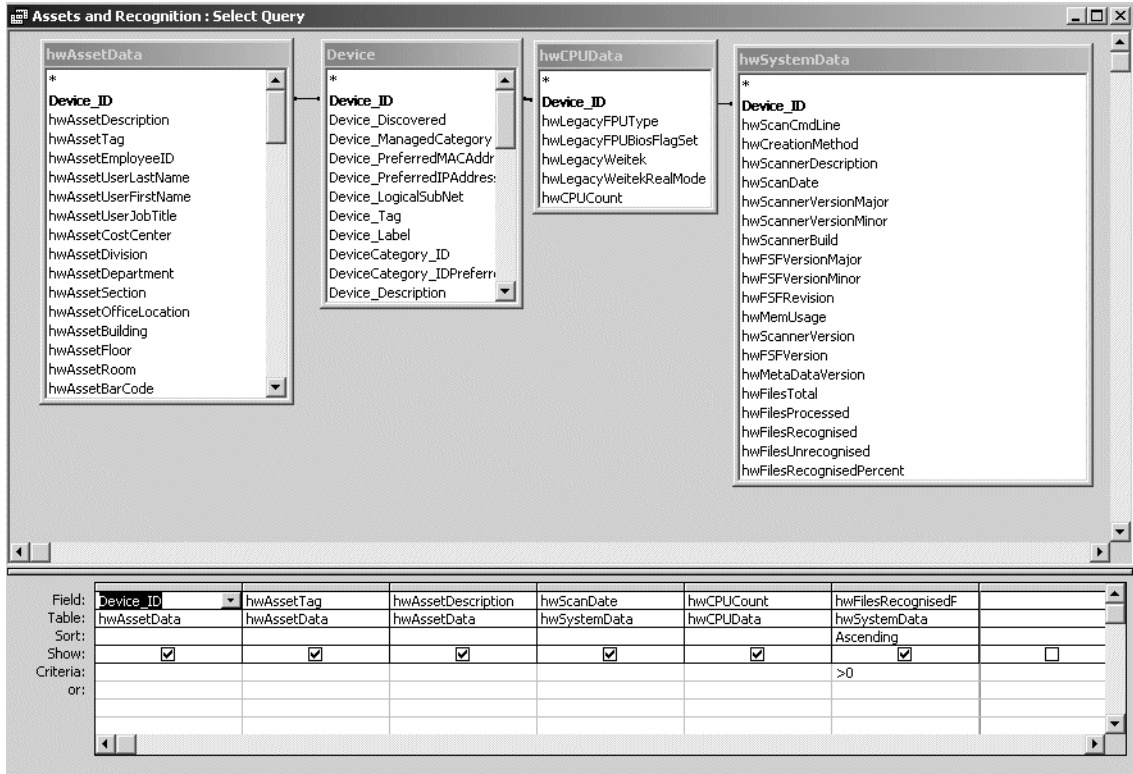 Assets and Recognition : Select Query
hwAssetData
*
Device_ID
hwAssetDescription
hwAssetTag
hwAssetEmployeeID
hwAssetUserLastName
hwAssetUserFirstName
hwAssetUserJobTitle
hwAssetCostCenter
hwAssetDivision
hwAssetDepartment
hwAssetSection
hwAssetOfficeLocation
hwAssetBuilding
hwAssetFloor
hwAssetRoom
hwAssetBarCode
Device
*
Device_ID
Device_Discovered
Device_ManagedCategory
Device_PreferredMACAddr
Device_PreferredIPAddress
Device_LogicalSubNet
Device_Tag
Device_Label
DeviceCategory_ID
DeviceCategory_IDPreferr
Device_Description
hwCPUData
*
Device_ID
hwLegacyFPUType
hwLegacyFPUBiosFlagSet
hwLegacyWeitek
hwLegacyWeitekRealMode
hwCPUCount
hwSystemData
*
Device_ID
hwScanCmdLine
hwCreationMethod
hwScannerDescription
hwScanDate
hwScannerVersionMajor
hwScannerVersionMinor
hwScannerBuild
hwFSFVersionMajor
hwFSFVersionMinor
hwFSFRevision
hwMemUsage
hwScannerVersion
hwFSFVersion
hwMetaDataVersion
hwFilesTotal
hwFilesProcessed
hwFilesRecognised
hwFilesUnrecognised
hwFilesRecognisedPercent
Field: Device_ID hwAssetTag hwAssetDescription hwScanDate hwCPUCount hwFilesRecognisedF
Table: hwAssetData hwAssetData hwAssetData hwSystemData hwCPUData hwSystemData
Sort: Ascending
Show:
Criteria: >0
or: